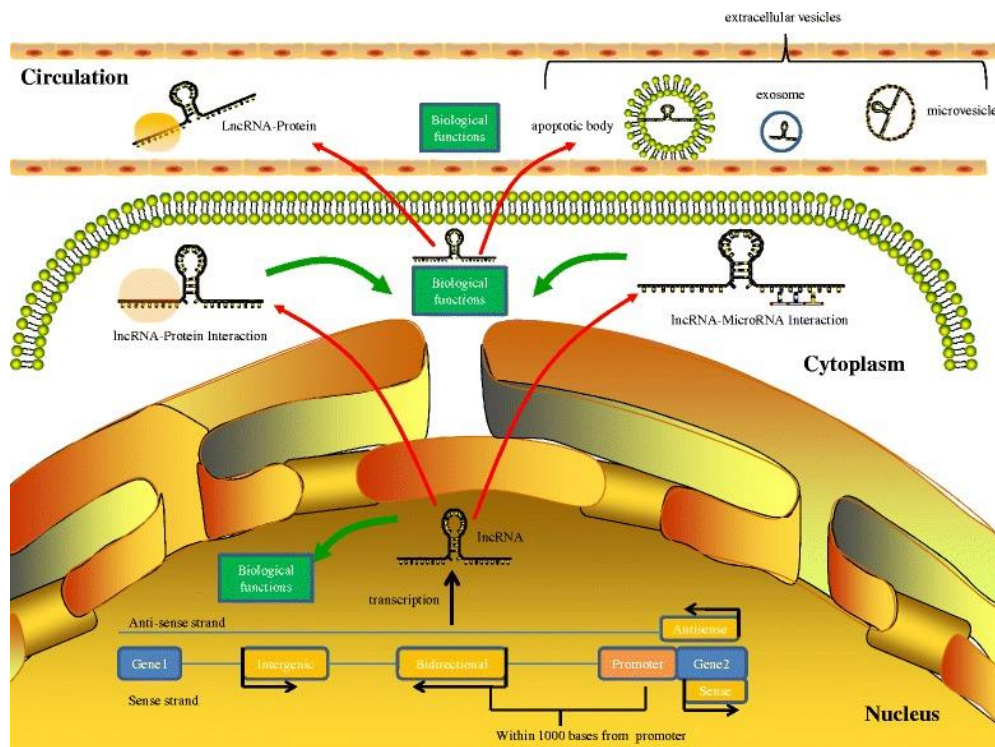 extracellular vesicles
Circulation
LncRNA-Protein
Biological
functions
apoptotic body
exosome
microvesicle
lncRNA-Protein Interaction
Biological
functions
lncRNA-MicroRNA Interaction
Cytoplasm
lncRNA
Biological
functions
transcription
Anti-sense strand
Antisense
Gene1
Intergenic
Bidirectional
Promoter
Gene2
Sense strand
Sense
Within 1000 bases from promoter
Nucleus